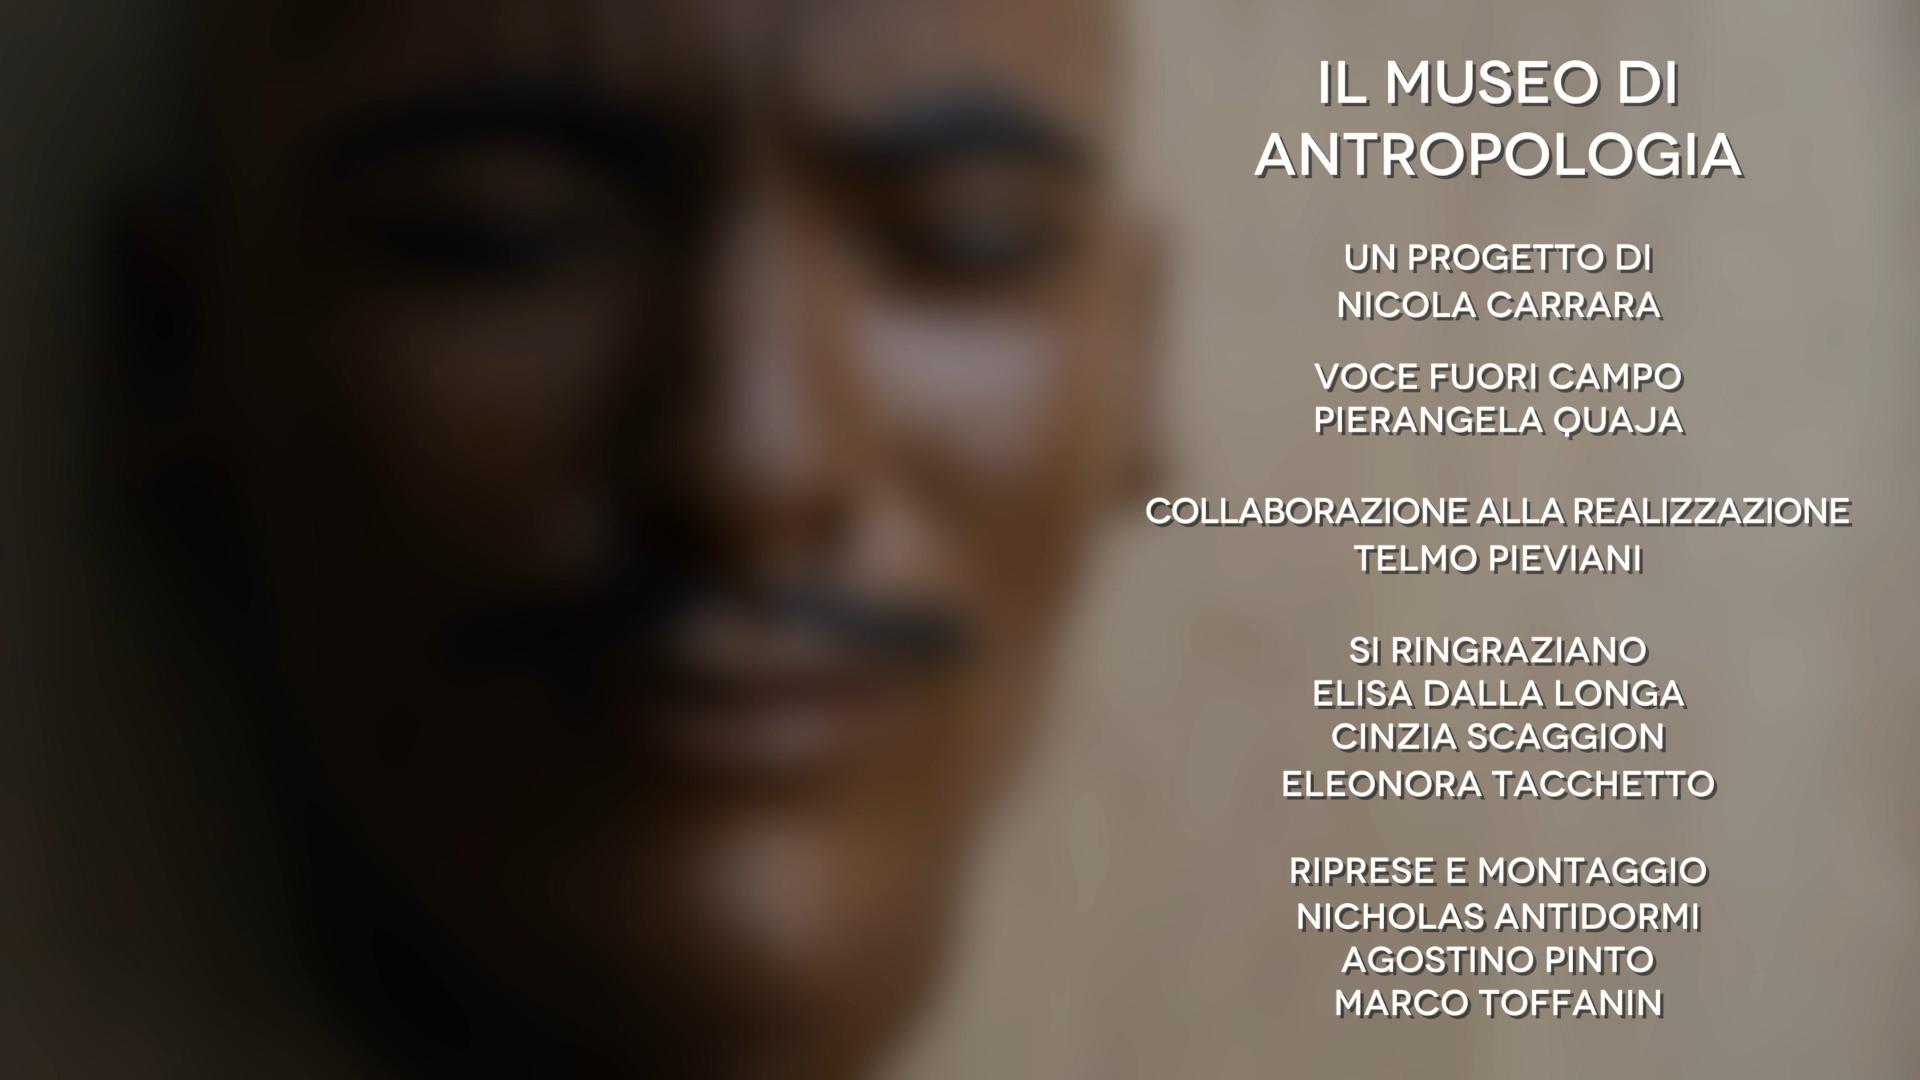 IL MUSEO DI
ANTROPOLOGIA
UN PROGETTO DI
NICOLA CARRARA
VOCE FUORI CAMPO
PIERANGELA QUAJA
COLLABORAZIONE ALLA REALIZZAZIONE
TELMO PIEVIANI
SI RINGRAZIANO
ELISA DALLA LONGA
CINZIA SCAGGION
ELEONORA TACCHETTO
RIPRESE E MONTAGGIO
NICHOLAS ANTIDORMI
AGOSTINO PINTO
MARCO TOFFANIN